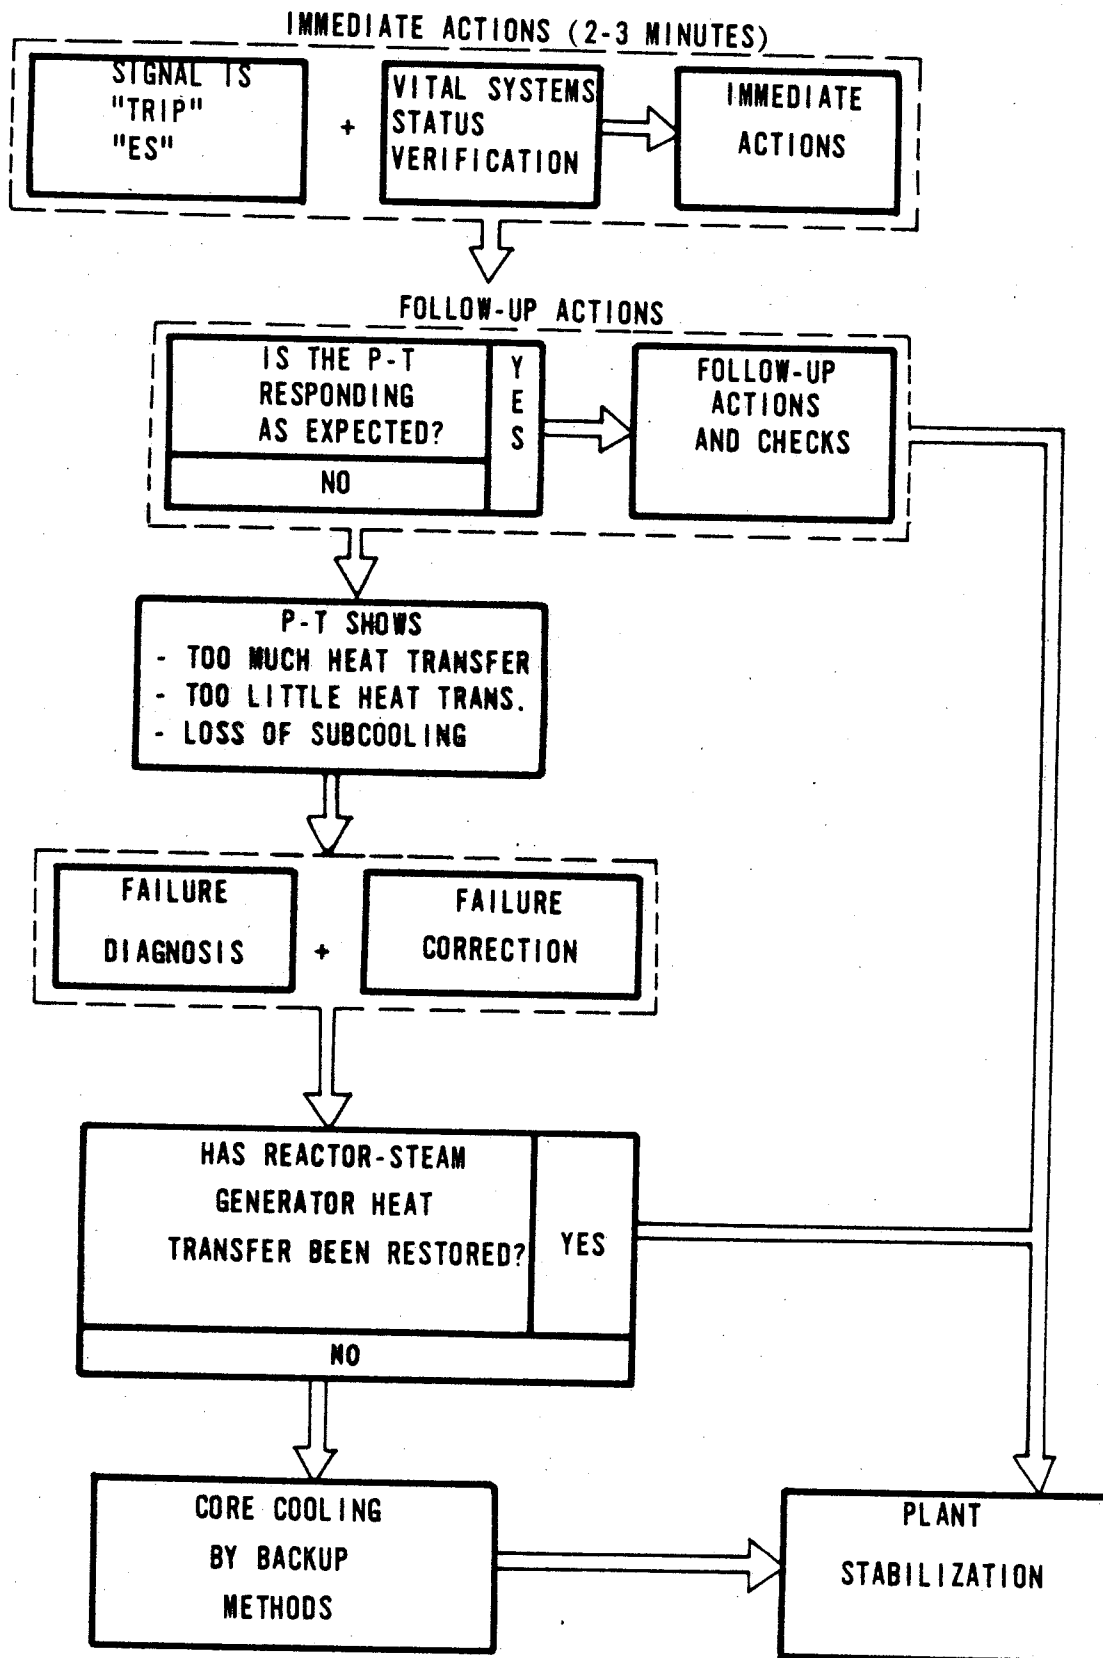 IMMEDIATE ACTIONS (2-3 MINUTES)
SIGNAL IS
"TRIP"
"ES"
+
VITAL SYSTEMS
STATUS
VERIFICATION
IMMEDIATE
ACTIONS
FOLLOW-UP ACTIONS
IS THE P-T
RESPONDING
AS EXPECTED?
YES
NO
FOLLOW-UP
ACTIONS
AND CHECKS
P-T SHOWS
- TOO MUCH HEAT TRANSFER
- TOO LITTLE HEAT TRANS.
- LOSS OF SUBCOOLING
FAILURE
DIAGNOSIS
+
FAILURE
CORRECTION
HAS REACTOR-STEAM
GENERATOR HEAT
TRANSFER BEEN RESTORED?
YES
NO
CORE COOLING
BY BACKUP
METHODS
PLANT
STABILIZATION